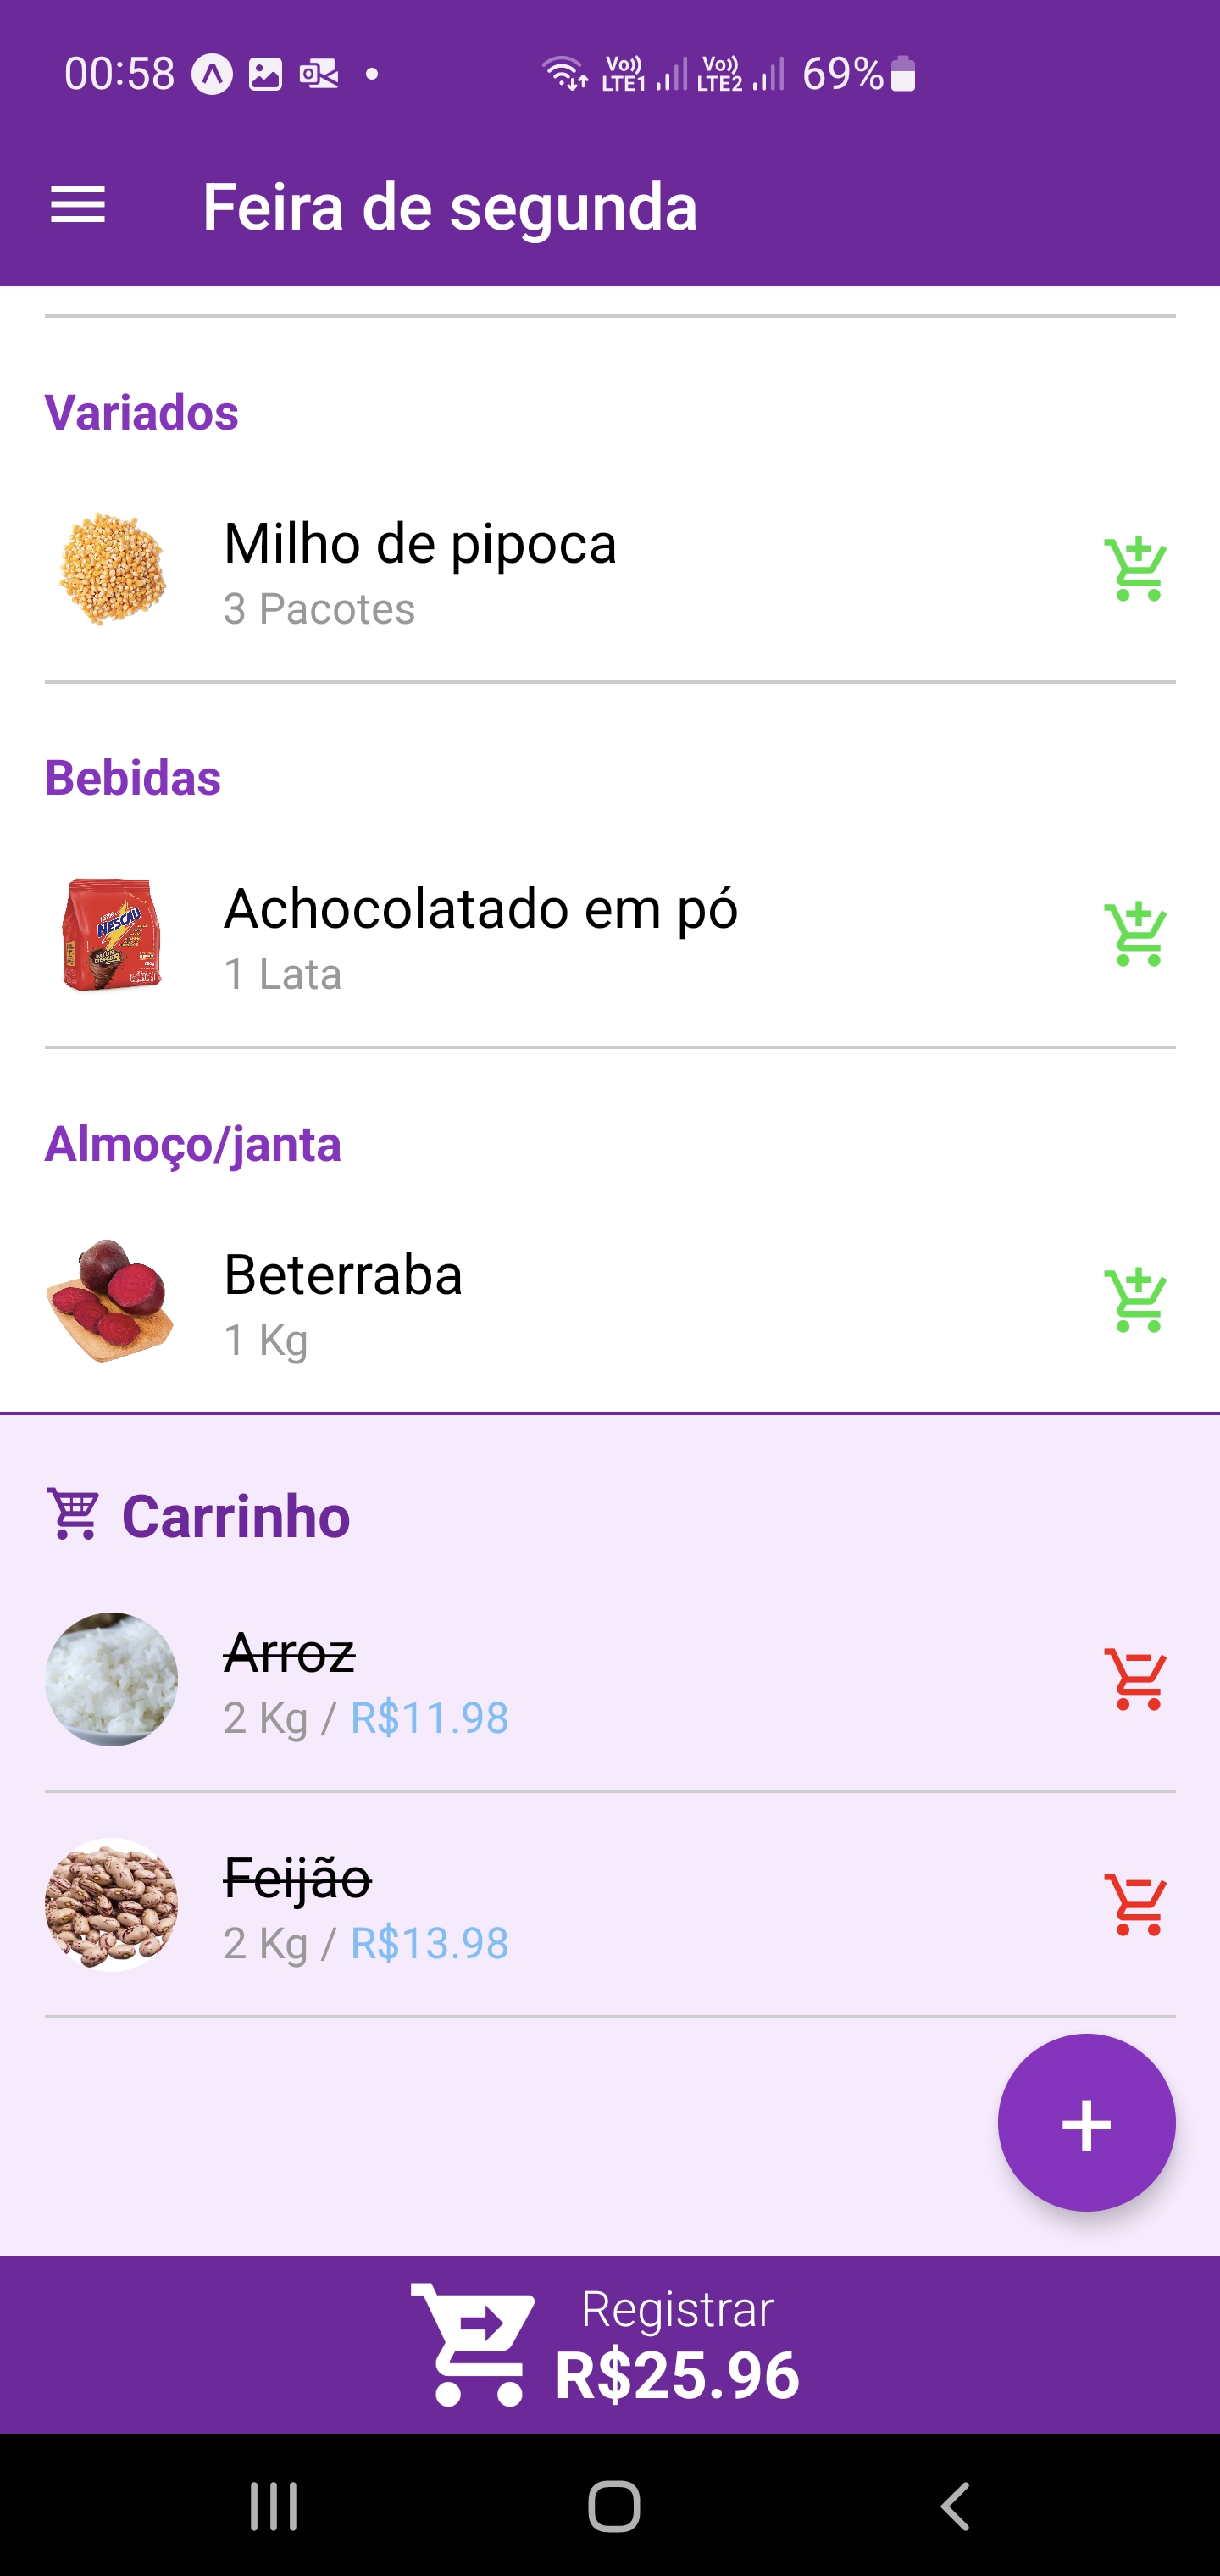 00:58
Vo)) LTE1 Vo)) LTE2 69%
Feira de segunda
Variados
Milho de pipoca
3 Pacotes
Bebidas
NESCAU
Achocolatado em pó
1 Lata
Almoço/janta
Beterraba
1 Kg
Carrinho
Arroz
2 Kg / R$11.98
Feijão
2 Kg / R$13.98
+
Registrar
R$25.96